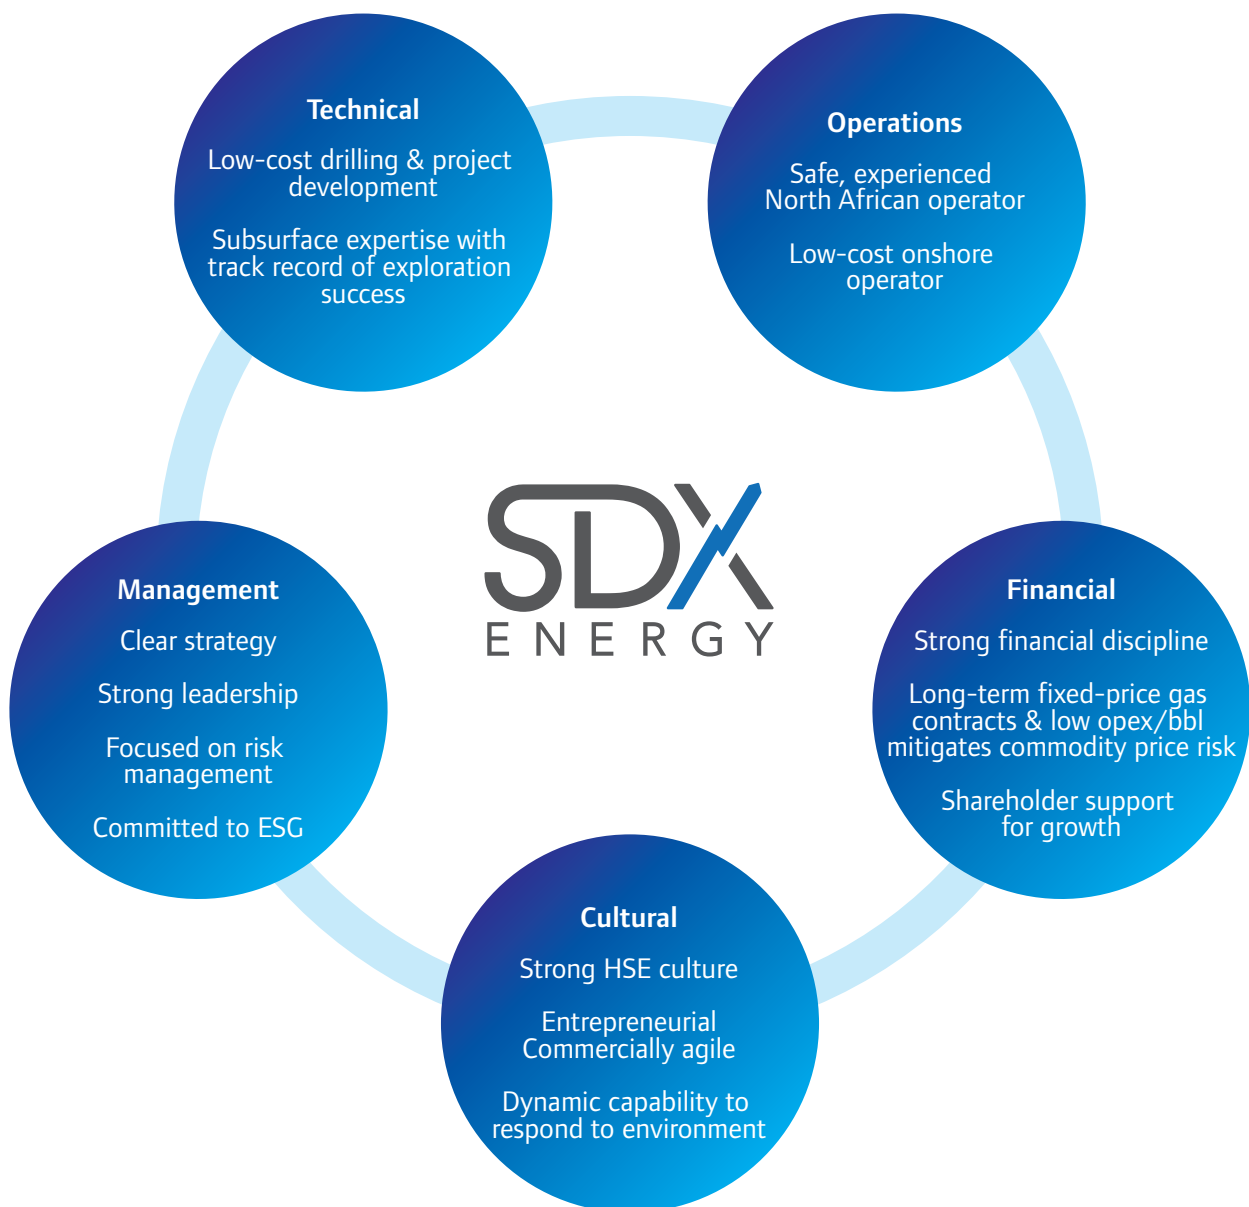 Technical
Low-cost drilling & project
development
Subsurface expertise with
track record of exploration
success
Operations
Safe, experienced
North African operator
Low-cost onshore
operator
SDX
ENERGY
Management
Clear strategy
Strong leadership
Focused on risk
management
Committed to ESG
Financial
Strong financial discipline
Long-term fixed-price gas
contracts & low opex/bbl
mitigates commodity price risk
Shareholder support
for growth
Cultural
Strong HSE culture
Entrepreneurial
Commercially agile
Dynamic capability to
respond to environment